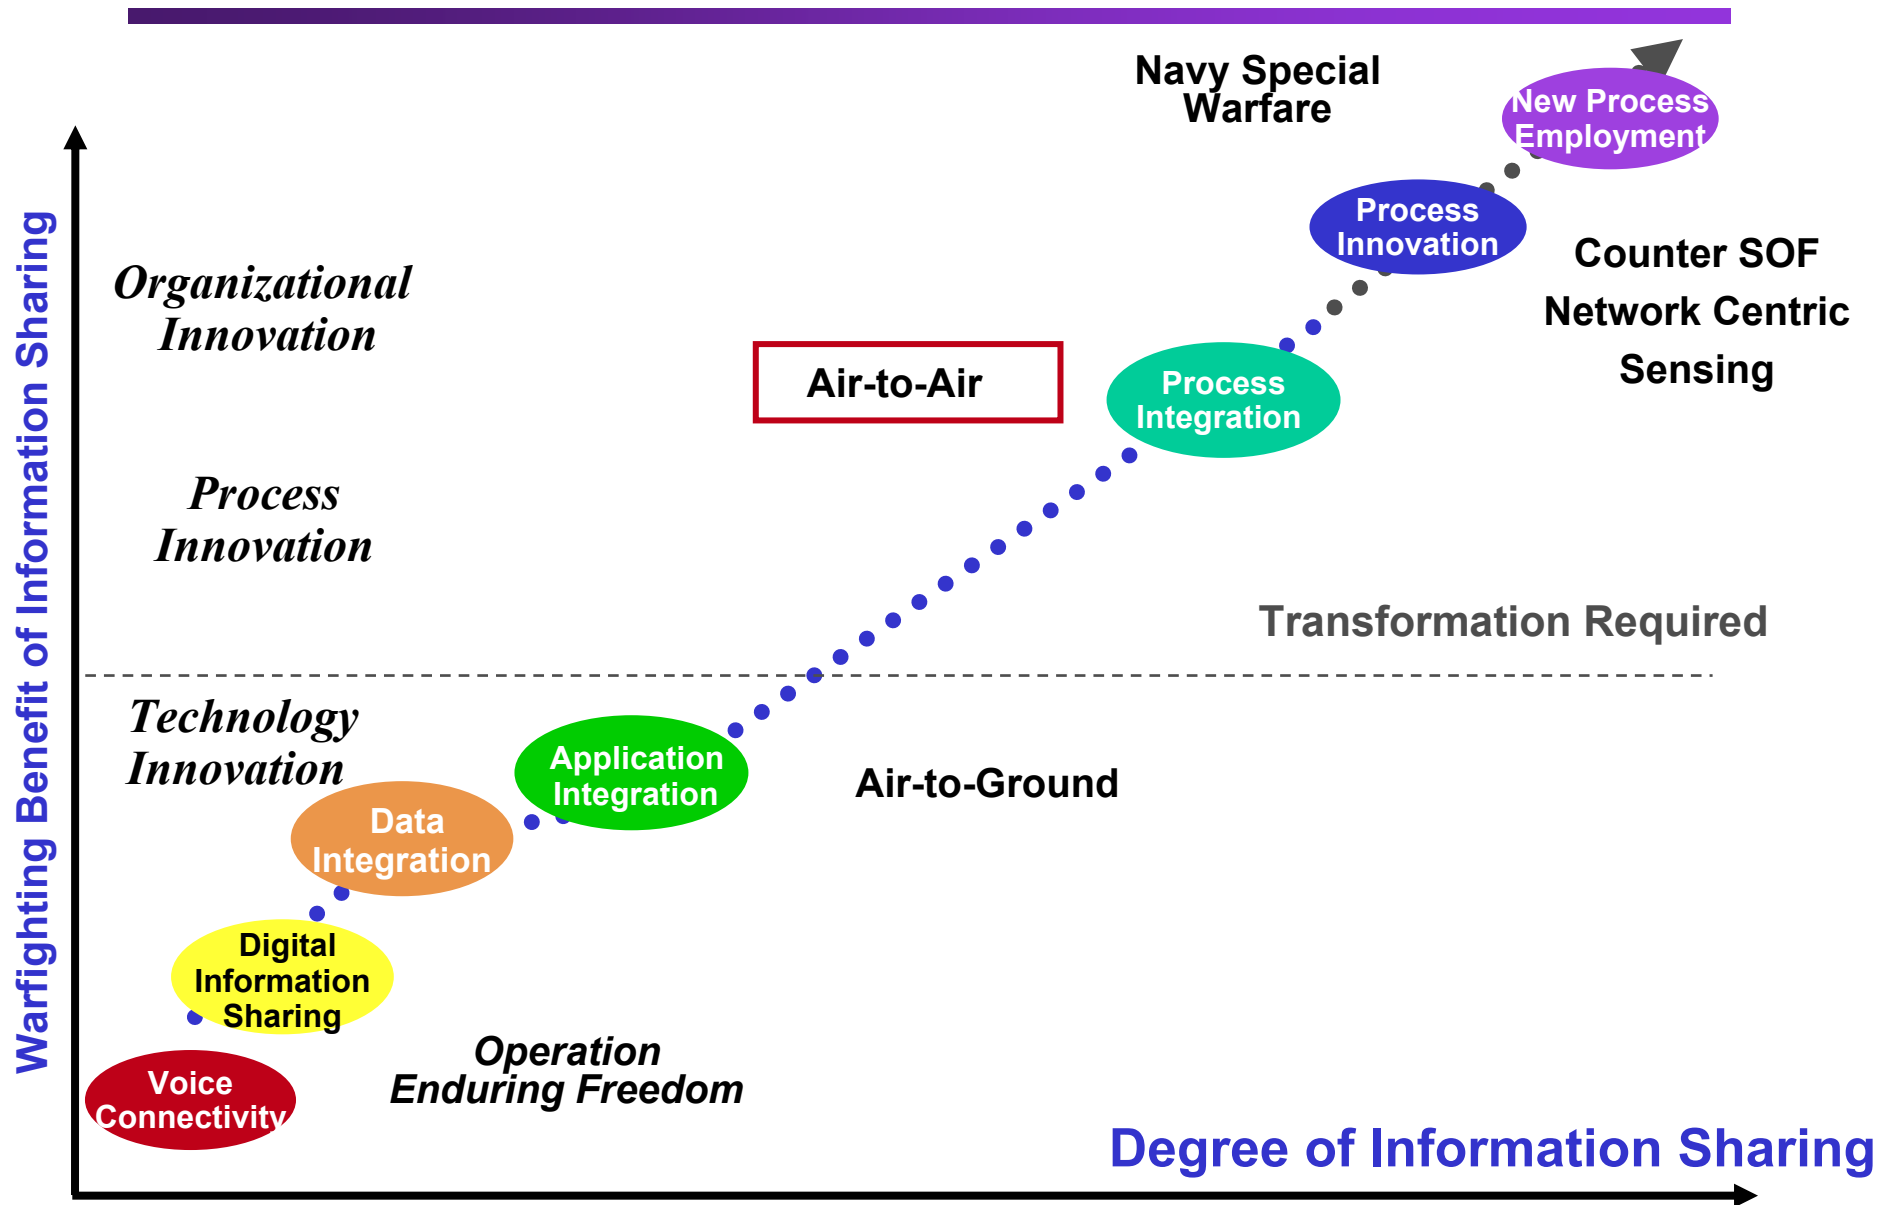 Navy Special
Warfare
New Process
Employment
Process
Innovation
Counter SOF
Network Centric
Sensing
Organizational
Innovation
Air-to-Air
Process
Integration
Process
Innovation
Transformation Required
Technology
Innovation
Application
Integration
Air-to-Ground
Data
Integration
Digital
Information
Sharing
Operation
Enduring Freedom
Voice
Connectivity
Warfighting Benefit of Information Sharing
Degree of Information Sharing